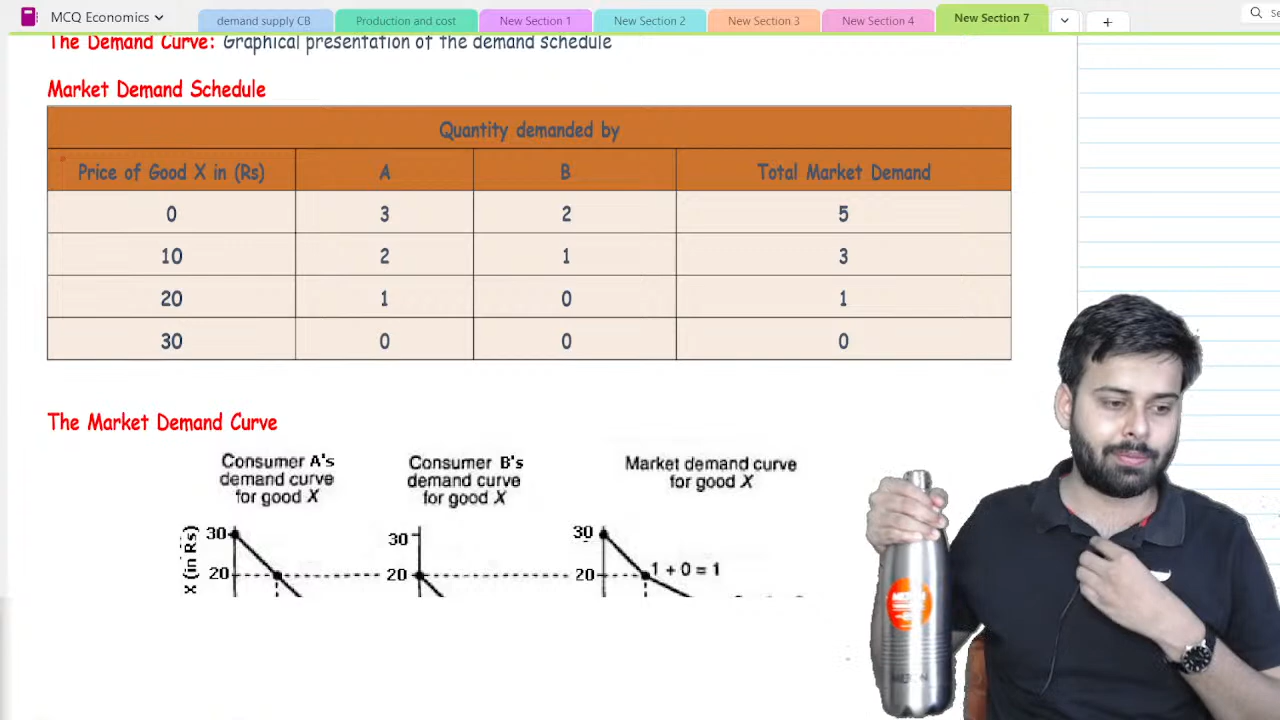 MCQ Economics
demand supply CB
Production and cost
New Section 1
New Section 2
New Section 3
New Section 4
New Section 7
The Demand Curve: Graphical presentation of the demand schedule
Market Demand Schedule
Quantity demanded by
Price of Good X in (Rs) A B Total Market Demand
0 3 2 5
10 2 1 3
20 1 0 1
30 0 0 0
The Market Demand Curve
Consumer A's
demand curve
for good X
Consumer B's
demand curve
for good X
Market demand curve
for good X
X (in Rs)
30
20
30
20
30
20
1 + 0 = 1